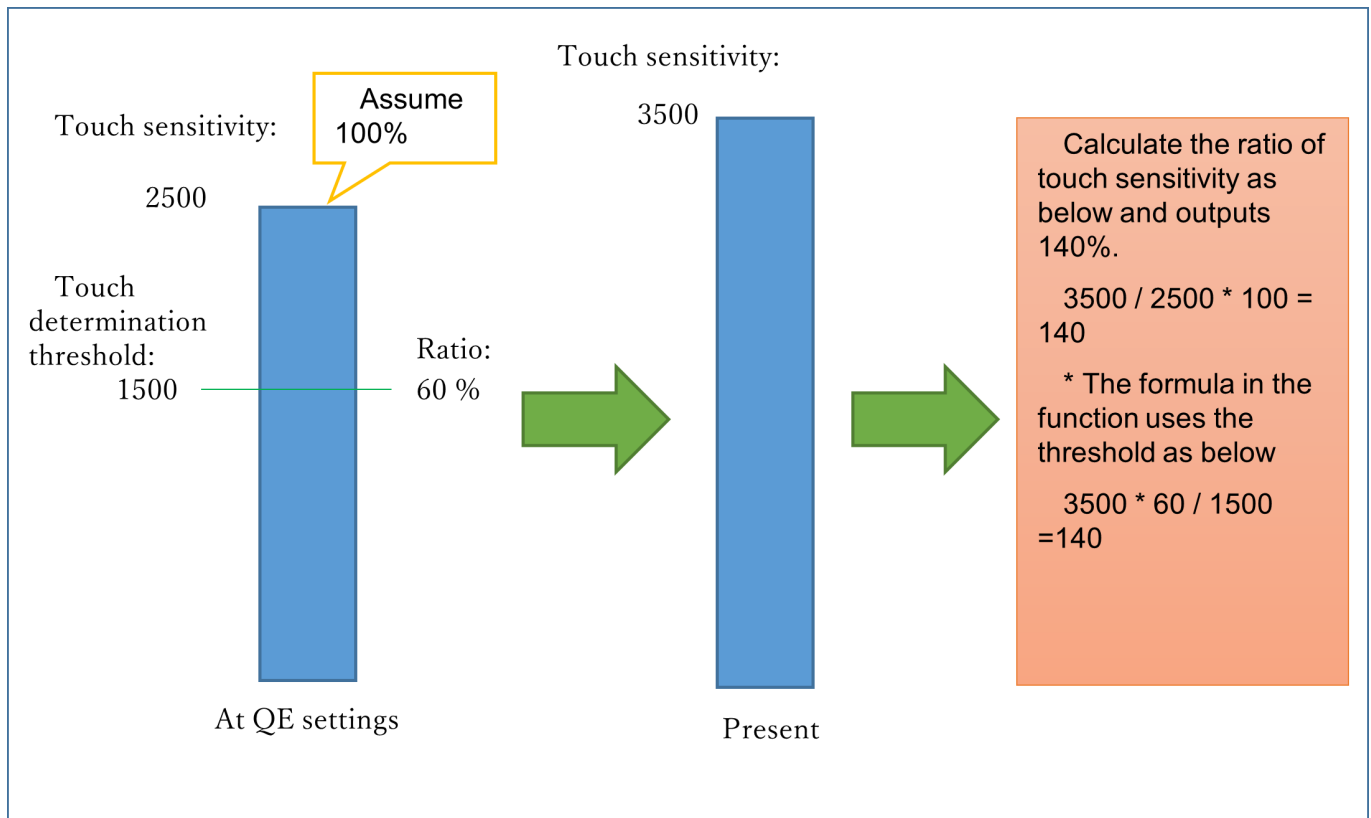 Touch sensitivity:
Assume
100%
2500
Touch
determination
threshold:
1500
Ratio:
60 %
At QE settings
Touch sensitivity:
3500
Present
Calculate the ratio of
touch sensitivity as
below and outputs
140%.
3500 / 2500 * 100 =
140
* The formula in the
function uses the
threshold as below
3500 * 60 / 1500
=140